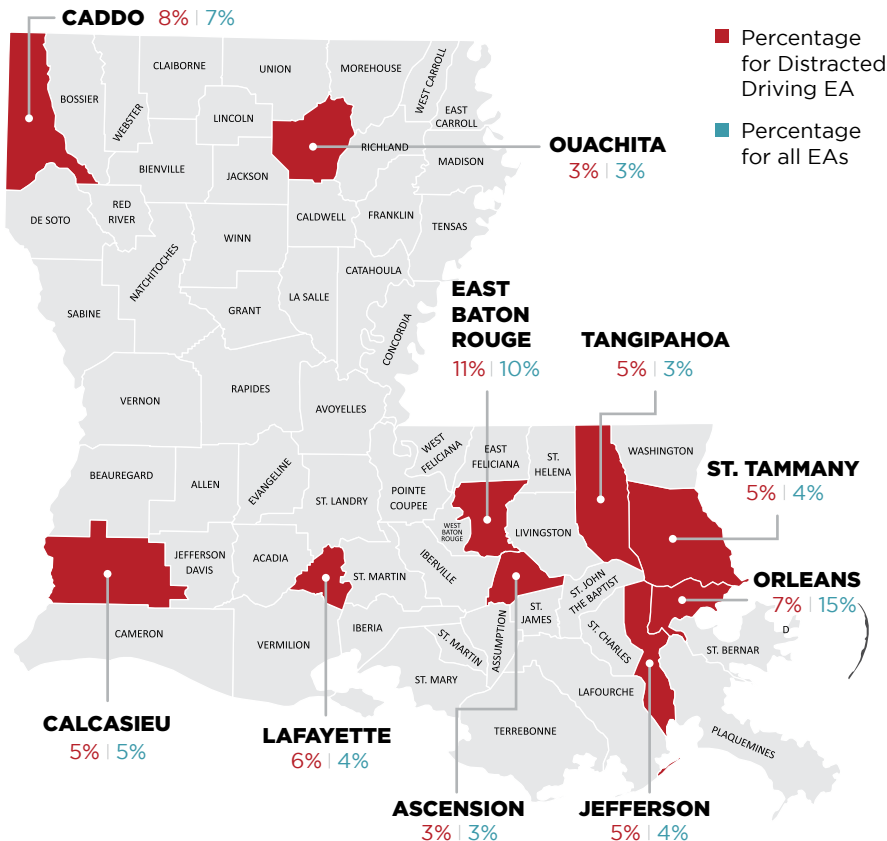 CADDO 8% | 7%
Percentage
for Distracted
Driving EA
Percentage
for all EAs
CLAIBORNE
UNION
MOREHOUSE
WEST CARROLL
BOSSIER
WEBSTER
LINCOLN
EAST
CARROLL
RICHLAND
OUACHITA
3% | 3%
MADISON
BIENVILLE
JACKSON
DE SOTO
RED
RIVER
CALDWELL
FRANKLIN
TENSAS
WINN
NATCHITOCHES
CATAHOULA
SABINE
GRANT
LA SALLE
CONCORDIA
EAST
BATON
ROUGE
11% | 10%
TANGIPAHOA
5% | 3%
VERNON
RAPIDES
AVOYELLES
WEST
FELICIANA
EAST
FELICIANA
ST.
HELENA
WASHINGTON
ST. TAMMANY
5% | 4%
BEAUREGARD
ALLEN
EVANGELINE
ST. LANDRY
POINTE
COUPEE
WEST
BATON
ROUGE
LIVINGSTON
JEFFERSON
DAVIS
ACADIA
ST. MARTIN
IBERVILLE
ST. JOHN
THE BAPTIST
ORLEANS
7% | 15%
CAMERON
VERMILION
IBERIA
ST. MARTIN
ASSUMPTION
ST.
JAMES
ST. CHARLES
D
ST. BERNAR
ST. MARY
LAFOURCHE
TERREBONNE
PLAQUEMINES
CALCASIEU
5% | 5%
LAFAYETTE
6% | 4%
ASCENSION
3% | 3%
JEFFERSON
5% | 4%